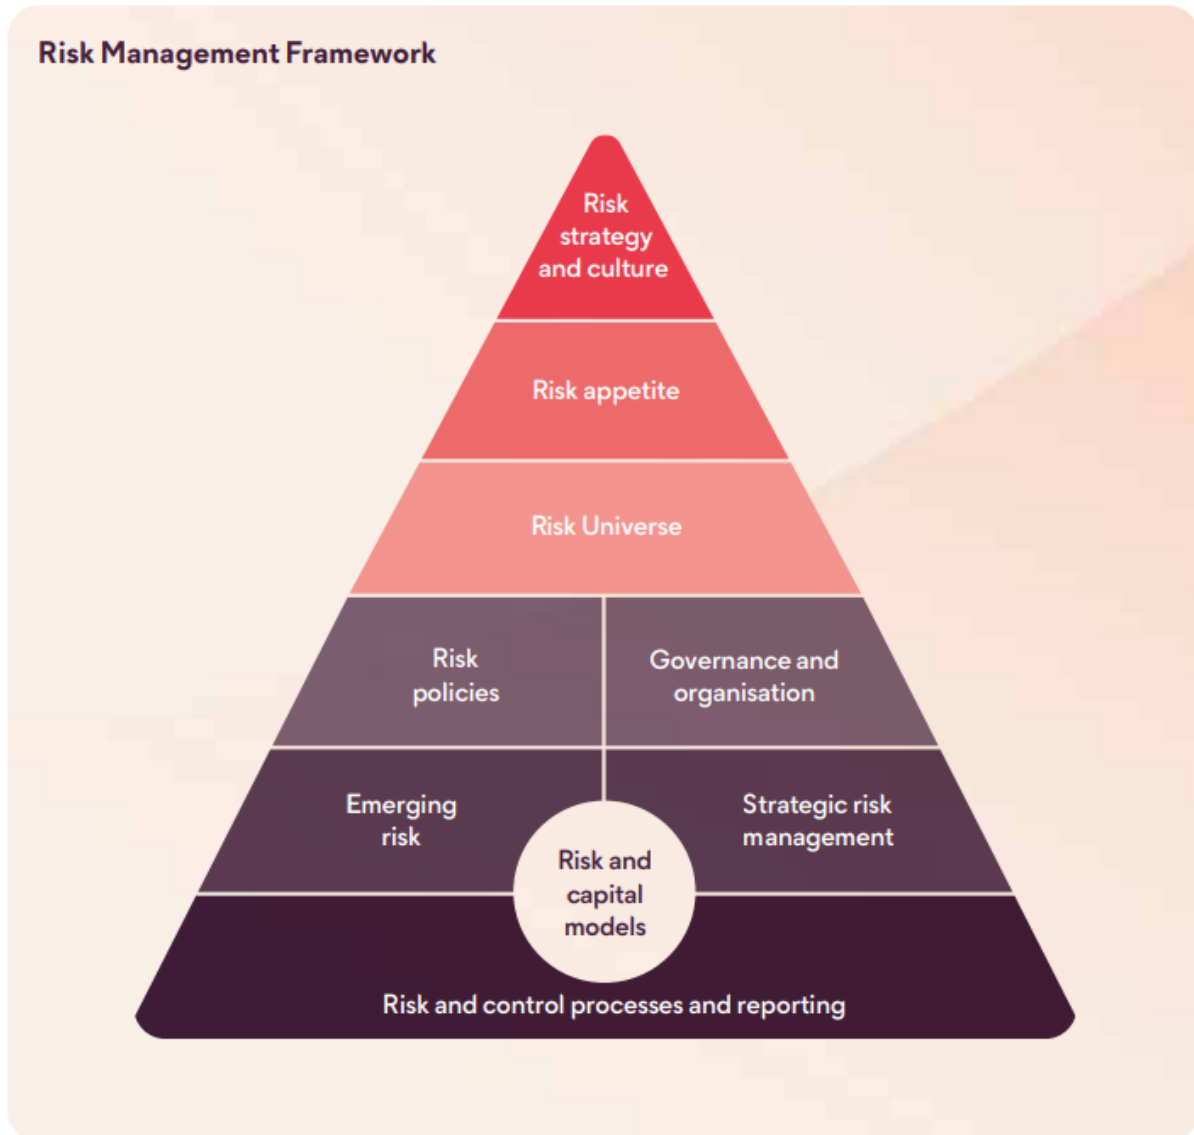 Risk Management Framework
Risk
strategy
and culture
Risk appetite
Risk Universe
Risk
policies
Governance and
organisation
Emerging
risk
Strategic risk
management
Risk and
capital
models
Risk and control processes and reporting